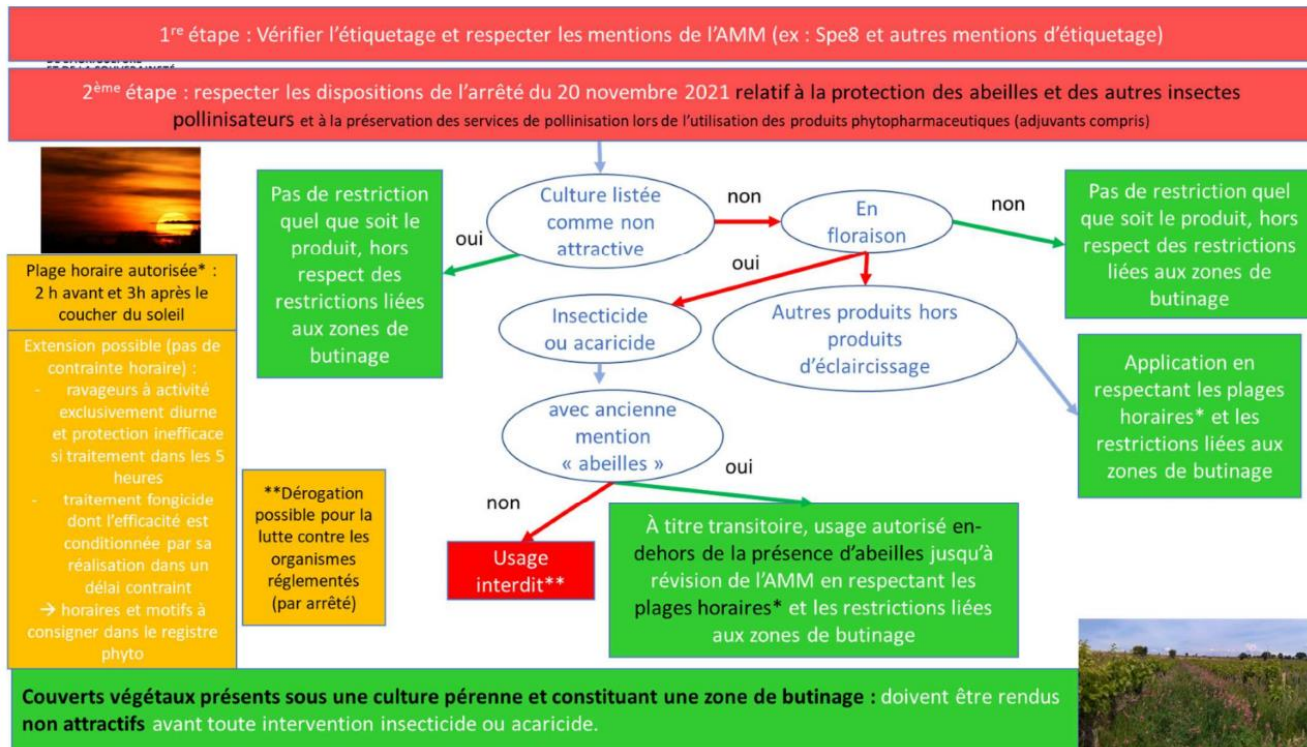 1re étape : Vérifier l'étiquetage et respecter les mentions de l'AMM (ex : Spe8 et autres mentions d'étiquetage)
ET DE LA SOUVERAINETÉ
2ème étape : respecter les dispositions de l'arrêté du 20 novembre 2021 relatif à la protection des abeilles et des autres insectes
pollinisateurs et à la préservation des services de pollinisation lors de l'utilisation des produits phytopharmaceutiques (adjuvants compris)
Plage horaire autorisée* :
2 h avant et 3h après le
coucher du soleil
Extension possible (pas de
contrainte horaire) :
- ravageurs à activité
exclusivement diurne
et protection inefficace
si traitement dans les 5
heures
- traitement fongicide
dont l'efficacité est
conditionnée par sa
réalisation dans un
délai contraint
→ horaires et motifs à
consigner dans le registre
phyto
**Dérogation
possible pour la
lutte contre les
organismes
réglementés
(par arrêté)
Pas de restriction
quel que soit le
produit, hors
respect des
restrictions liées
aux zones de
butinage
oui
Culture listée
comme non
attractive
non
En
floraison
non
Pas de restriction quel
que soit le produit, hors
respect des restrictions
liées aux zones de
butinage
oui
Insecticide
ou acaricide
Autres produits hors
produits
d'éclaircissage
Application en
respectant les plages
horaires* et les
restrictions liées aux
zones de butinage
avec ancienne
mention
« abeilles »
non
oui
Usage
interdit**
À titre transitoire, usage autorisé en-
dehors de la présence d'abeilles jusqu'à
révision de l'AMM en respectant les
plages horaires* et les restrictions liées
aux zones de butinage
Couverts végétaux présents sous une culture pérenne et constituant une zone de butinage : doivent être rendus
non attractifs avant toute intervention insecticide ou acaricide.